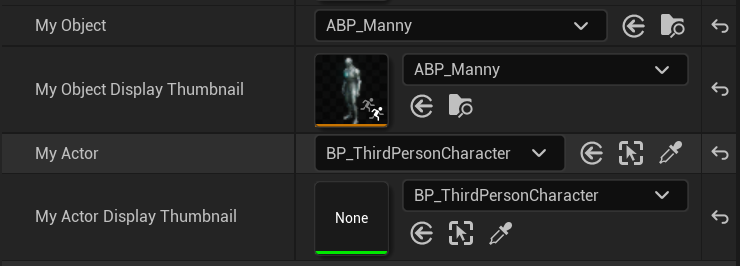 My Object
ABP_Manny
My Object Display Thumbnail
ABP_Manny
My Actor
BP_ThirdPersonCharacter
My Actor Display Thumbnail
None
BP_ThirdPersonCharacter